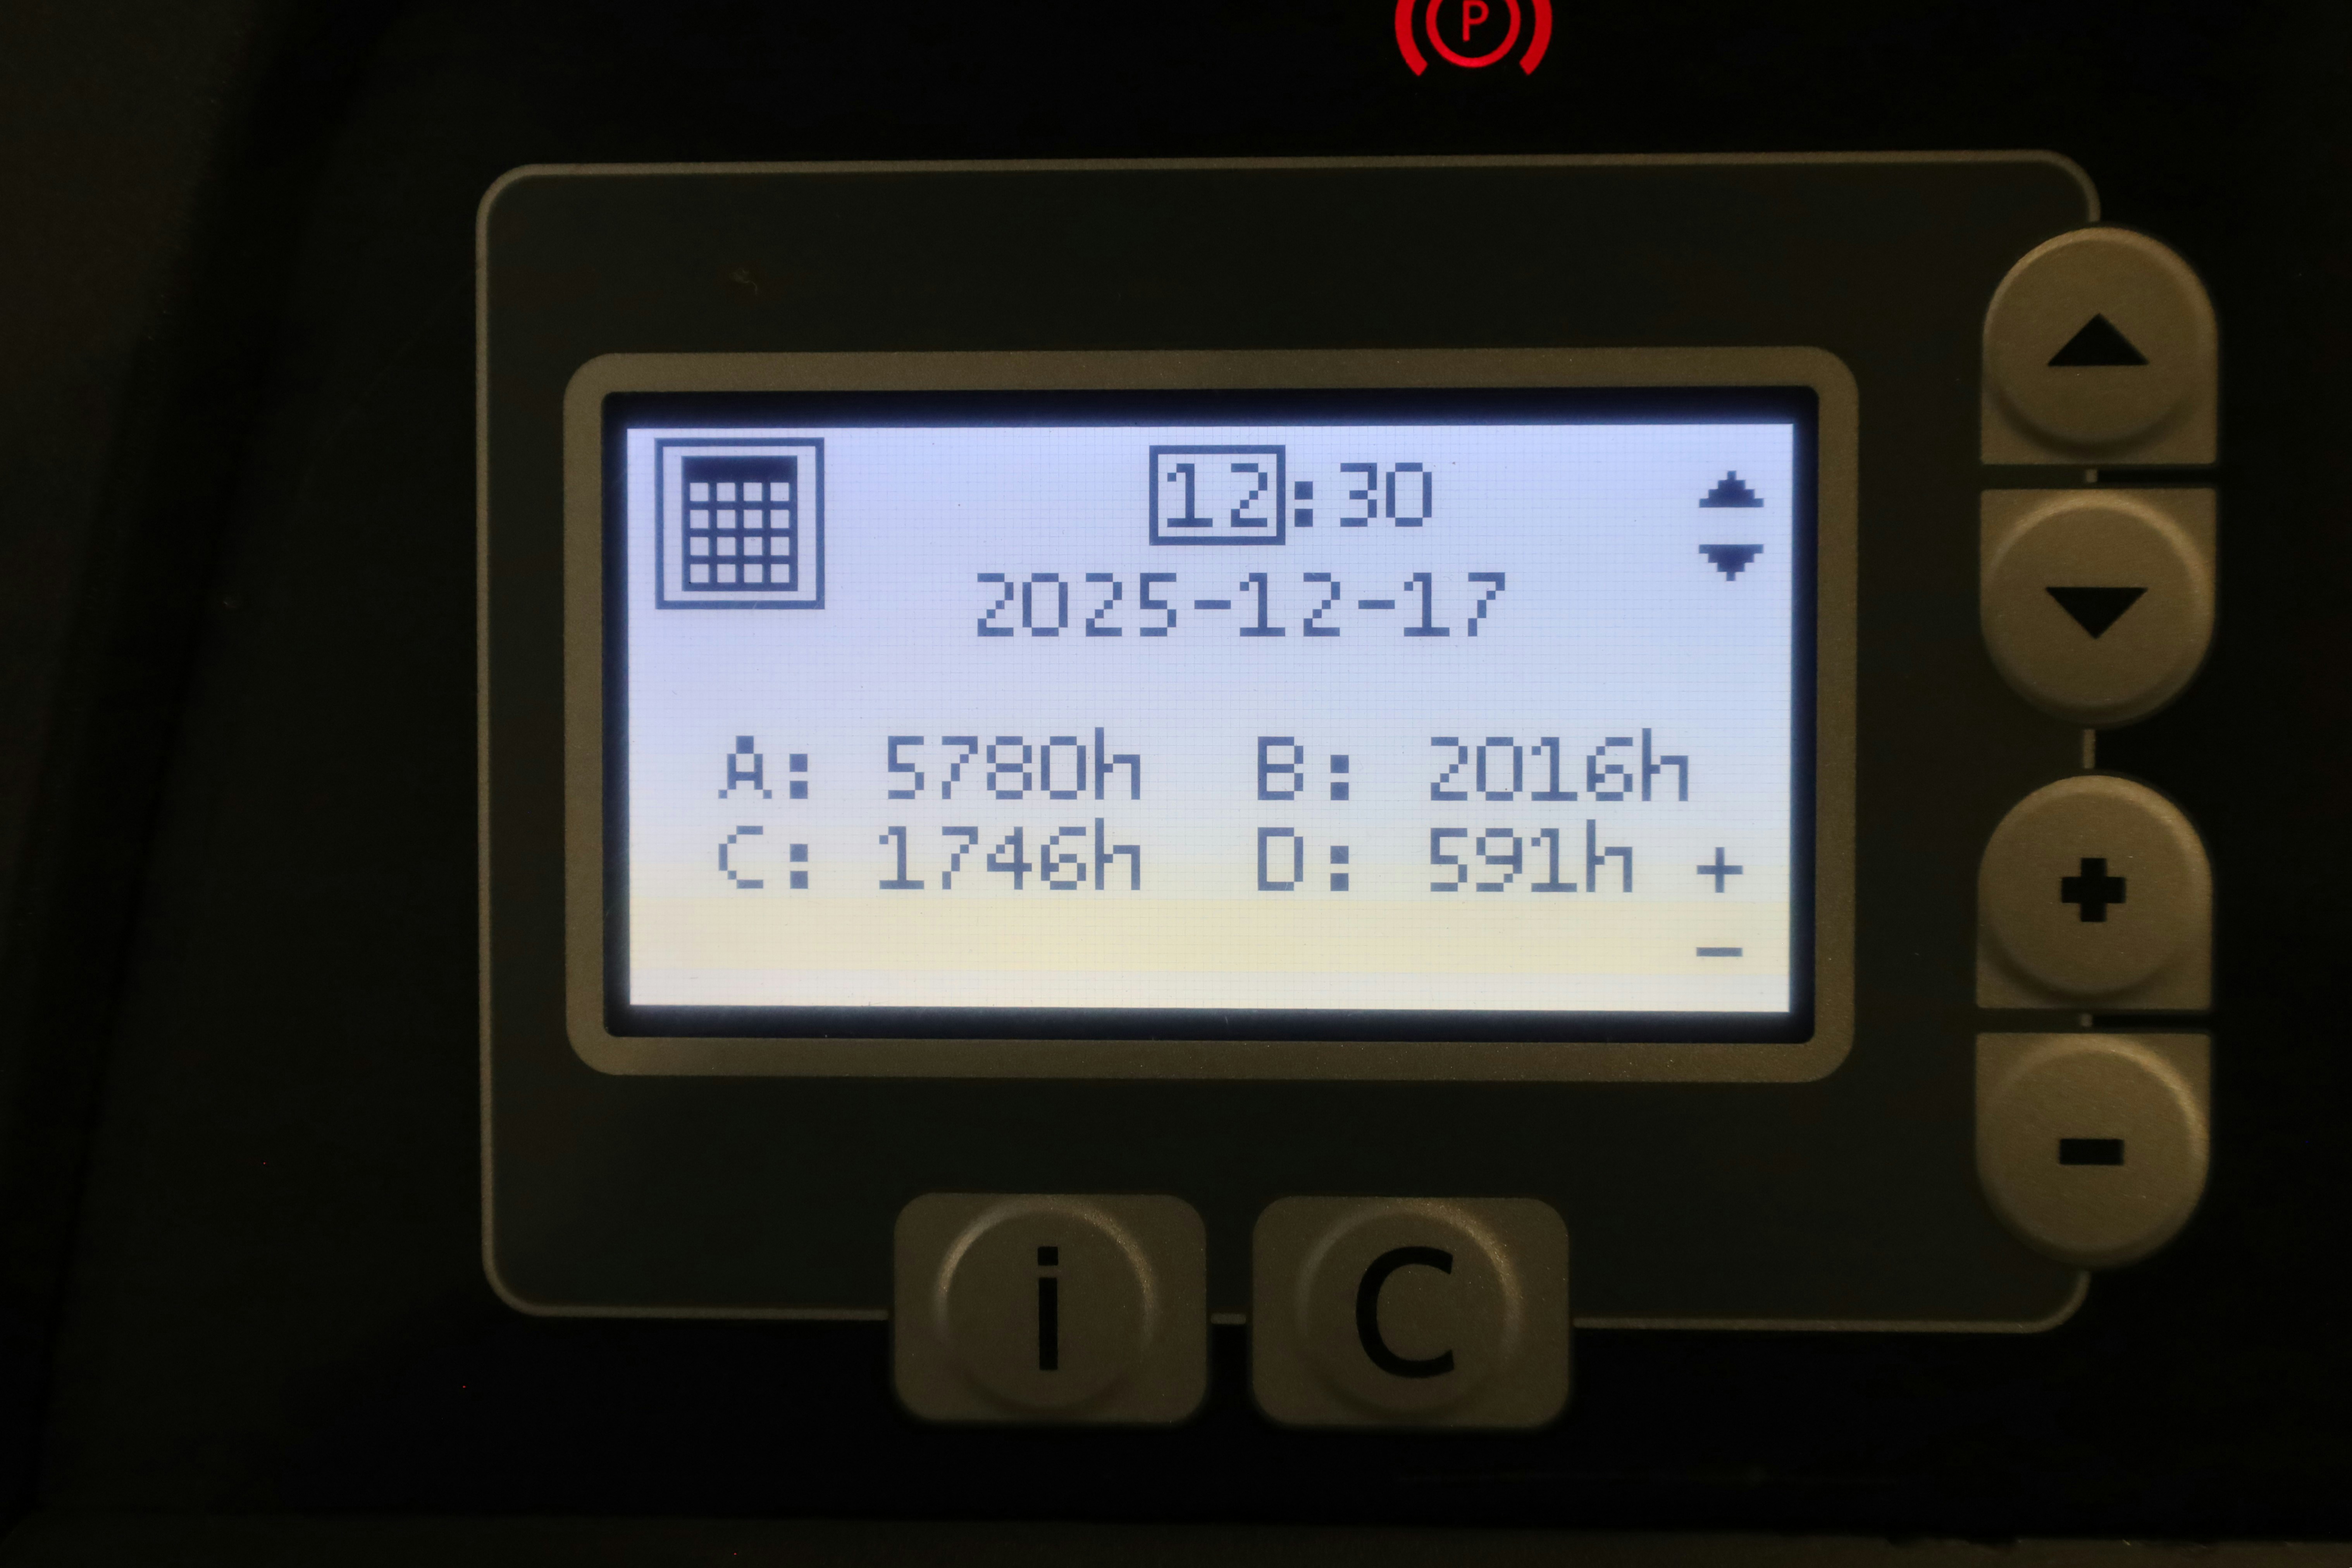 P
12:30
2025-12-17
A: 5780h B: 2016h
C: 1746h D: 591h +
-
i C